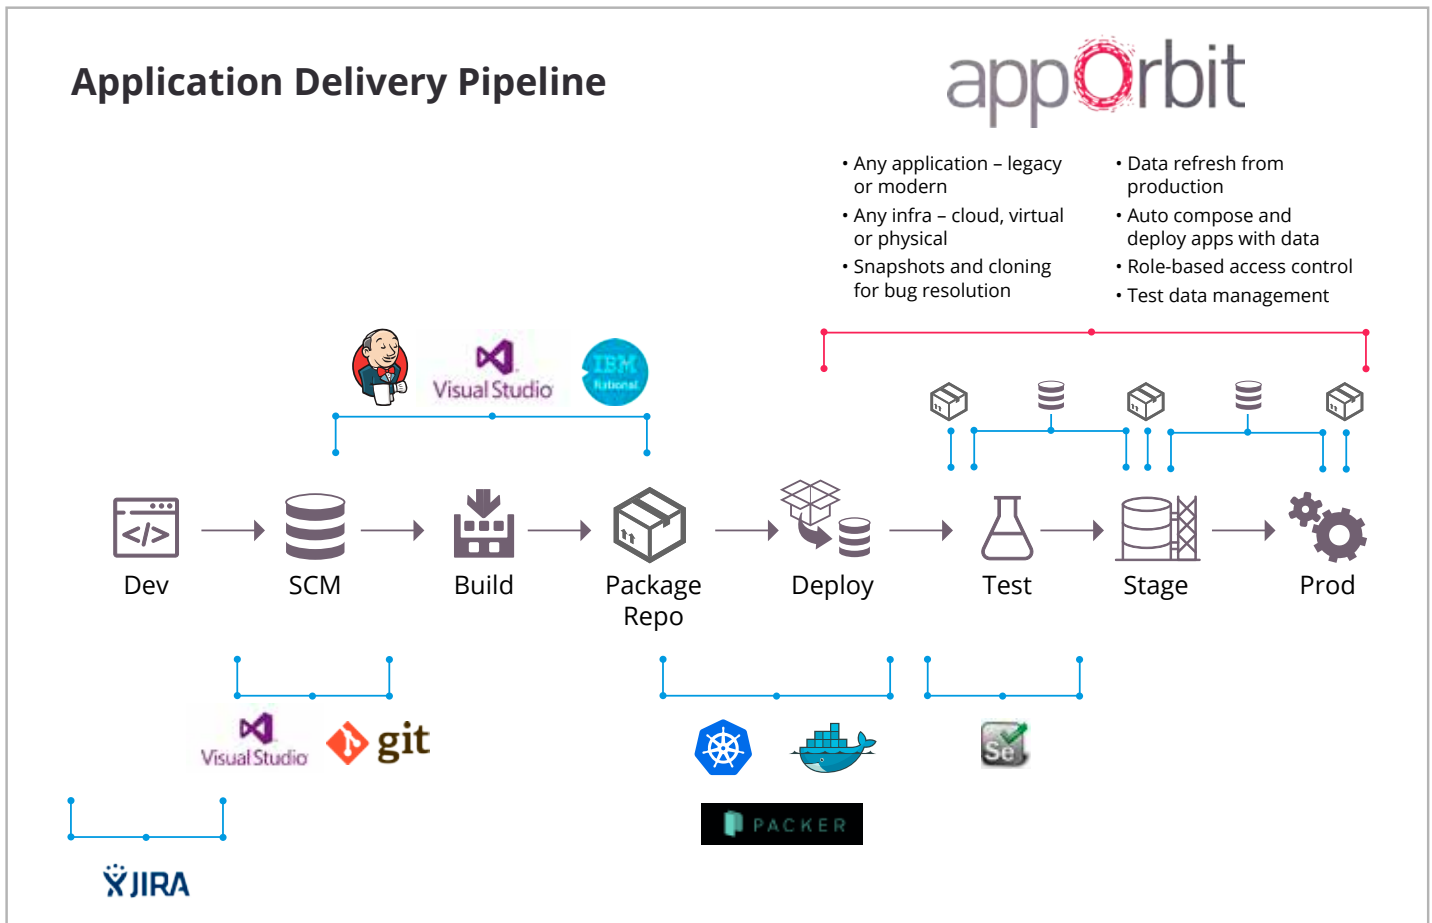 Application Delivery Pipeline
appOrbit
• Any application – legacy
or modern
• Any infra – cloud, virtual
or physical
• Snapshots and cloning
for bug resolution
• Data refresh from
production
• Auto compose and
deploy apps with data
• Role-based access control
• Test data management
Visual Studio
IBM
Rational
</>
Dev
SCM
Build
Package
Repo
Deploy
Test
Stage
Prod
Visual Studio
git
Se
PACKER
JIRA